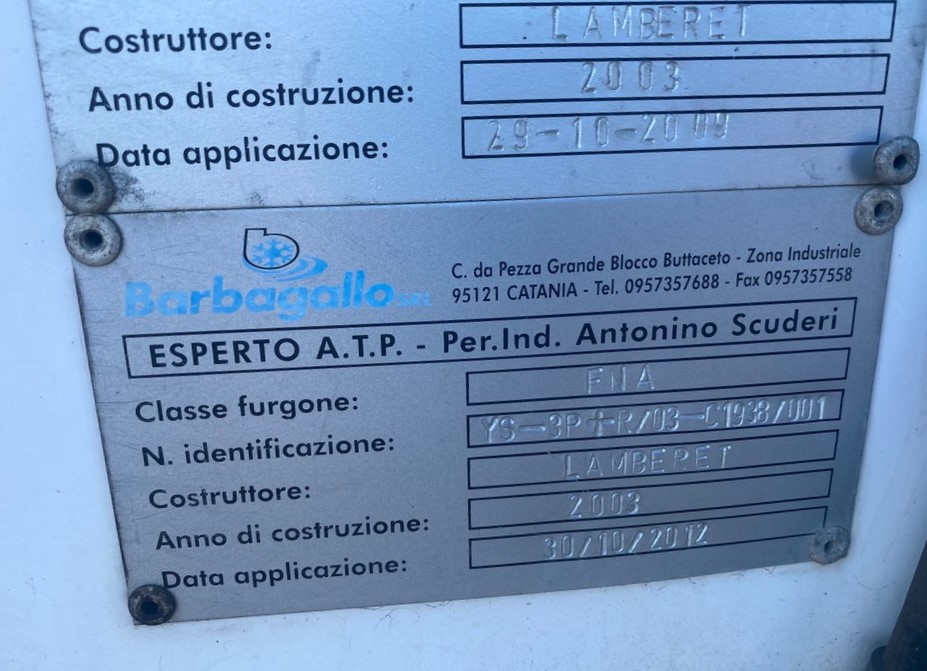 Costruttore: LAMBERET
Anno di costruzione: 2003
Data applicazione: 29-10-2009
Barbagallo s.r.l.
C. da Pezza Grande Blocco Buttaceto - Zona Industriale
95121 CATANIA - Tel. 0957357688 - Fax 0957357558
ESPERTO A.T.P. - Per.Ind. Antonino Scuderi
Classe furgone: FNA
N. identificazione: YS-3P+R/03-C1938/001
Costruttore: LAMBERET
Anno di costruzione: 2003
Data applicazione: 30/10/2012